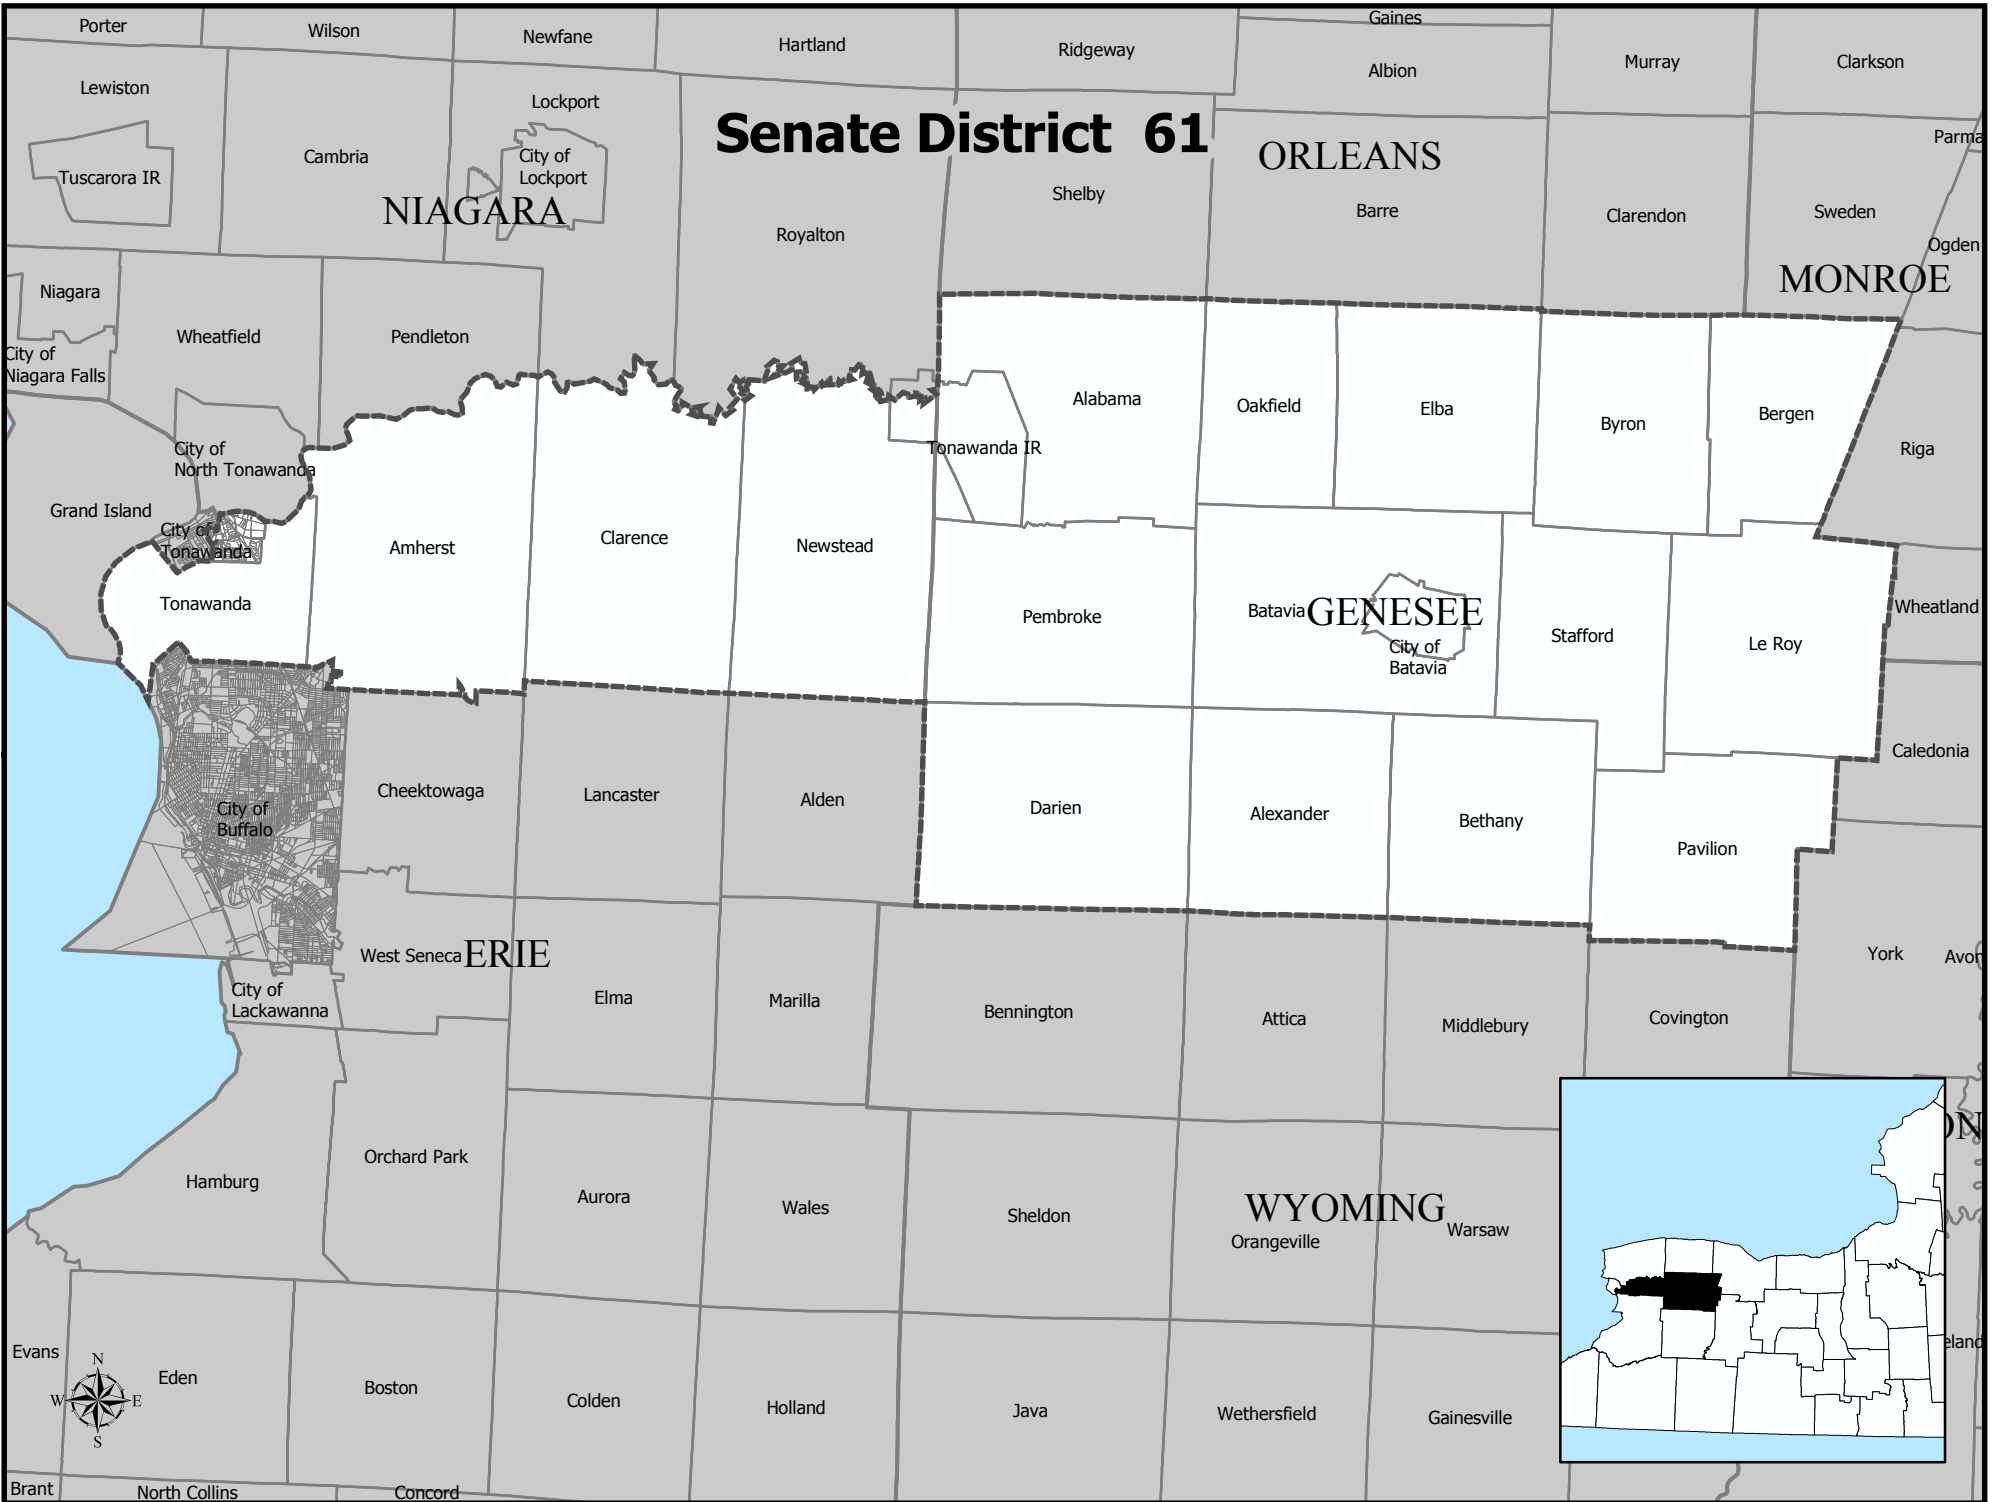 Porter
Wilson
Newfane
Hartland
Ridgeway
Gaines
Albion
Murray
Clarkson
Lewiston
Lockport
Senate District 61
Parma
Tuscarora IR
Cambria
City of
Lockport
NIAGARA
ORLEANS
Shelby
Barre
Clarendon
Sweden
Royalton
Ogden
MONROE
Niagara
Wheatfield
Pendleton
City of
Niagara Falls
Alabama
Oakfield
Elba
Byron
Bergen
City of
North Tonawanda
Tonawanda IR
Riga
Grand Island
City of
Tonawanda
Amherst
Clarence
Newstead
Tonawanda
Pembroke
Batavia
GENESEE
City of
Batavia
Stafford
Le Roy
Wheatland
Caledonia
Cheektowaga
Lancaster
Alden
City of
Buffalo
Darien
Alexander
Bethany
Pavilion
West Seneca
ERIE
York
Avon
City of
Lackawanna
Elma
Marilla
Bennington
Attica
Middlebury
Covington
ON
Orchard Park
Hamburg
Aurora
Wales
Sheldon
WYOMING
Orangeville
Warsaw
Evans
N
W
E
S
Eden
Boston
Colden
Holland
Java
Wethersfield
Gainesville
eland
Brant
North Collins
Concord